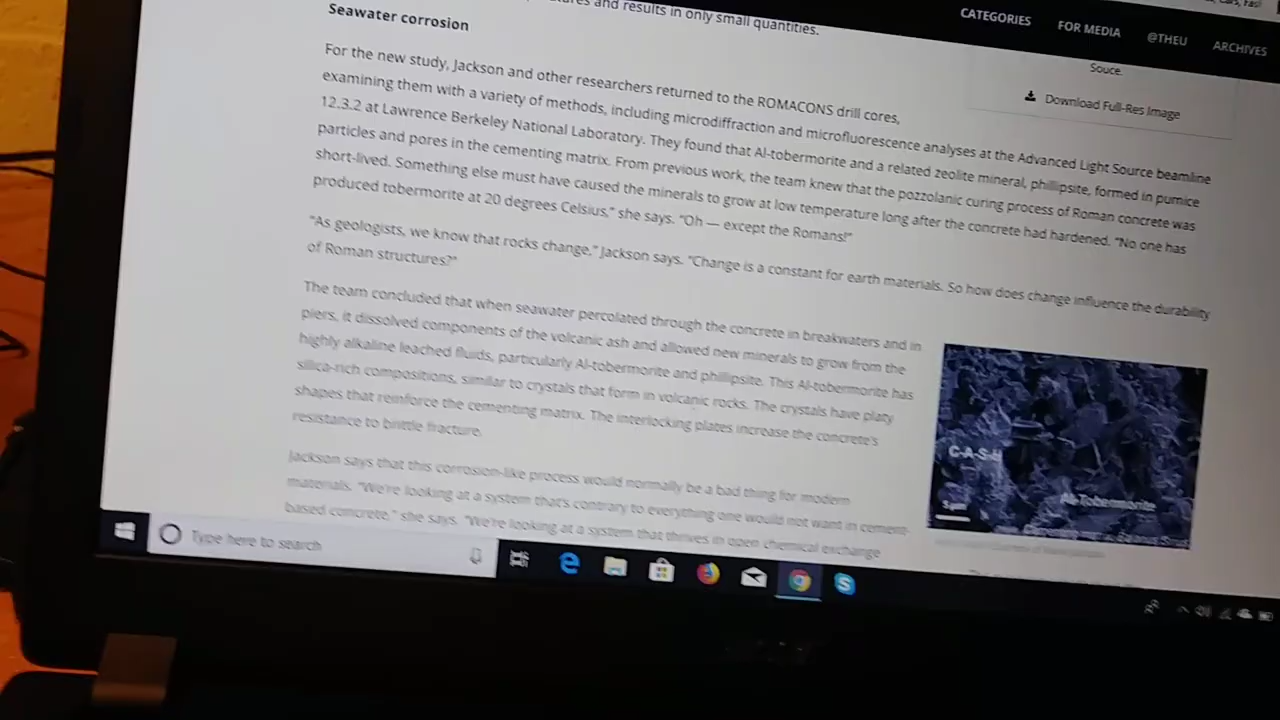 and results in only small quantities.
CATEGORIES
FOR MEDIA
@THEU
ARCHIVES
Souce.
Download Full-Res Image
Seawater corrosion
For the new study, Jackson and other researchers returned to the ROMACONS drill cores,
examining them with a variety of methods, including microdiffraction and microfluorescence analyses at the Advanced Light Source beamline
12.3.2 at Lawrence Berkeley National Laboratory. They found that Al-tobermorite and a related zeolite mineral, phillipsite, formed in pumice
particles and pores in the cementing matrix. From previous work, the team knew that the pozzolanic curing process of Roman concrete was
short-lived. Something else must have caused the minerals to grow at low temperature long after the concrete had hardened. “No one has
produced tobermorite at 20 degrees Celsius,” she says. “Oh — except the Romans!”
“As geologists, we know that rocks change,” Jackson says. “Change is a constant for earth materials. So how does change influence the durability
of Roman structures?”
The team concluded that when seawater percolated through the concrete in breakwaters and in
piers, it dissolved components of the volcanic ash and allowed new minerals to grow from the
highly alkaline leached fluids, particularly Al-tobermorite and phillipsite. This Al-tobermorite has
silica-rich compositions, similar to crystals that form in volcanic rocks. The crystals have platy
shapes that reinforce the cementing matrix. The interlocking plates increase the concrete's
resistance to brittle fracture.
C-A-S-H
Al-Tobermorite
Jackson says that this corrosion-like process would normally be a bad thing for modern
materials. “We're looking at a system that's contrary to everything one would not want in cement-
based concrete,” she says. “We're looking at a system that thrives in open chemical exchange
Type here to search